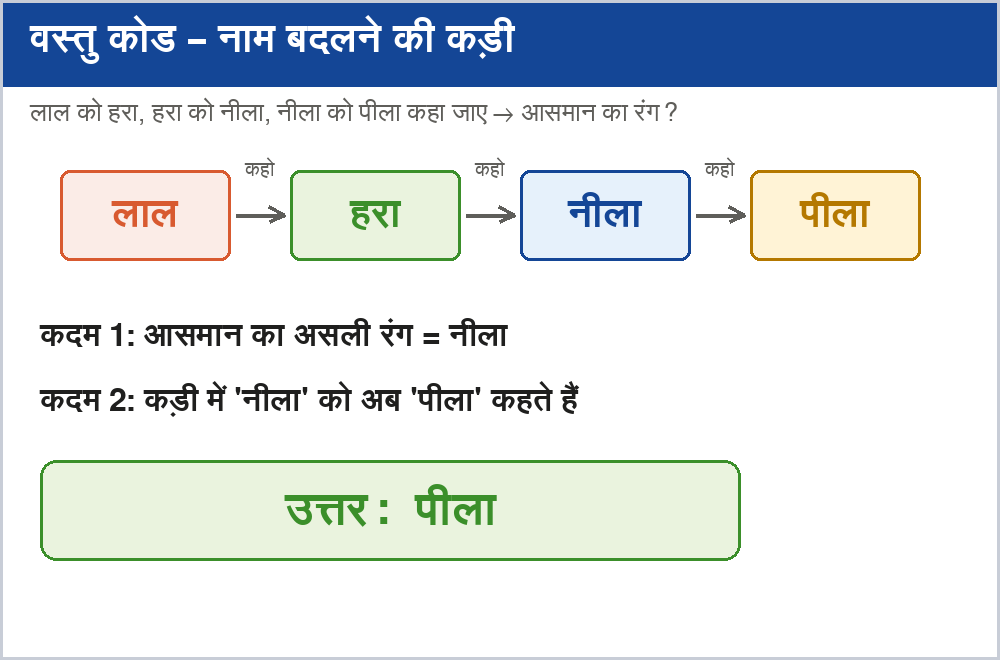 वस्तु कोड – नाम बदलने की कड़ी
लाल को हरा, हरा को नीला, नीला को पीला कहा जाए → आसमान का रंग ?
कहो कहो कहो
लाल हरा नीला पीला
कदम 1: आसमान का असली रंग = नीला
कदम 2: कड़ी में 'नीला' को अब 'पीला' कहते हैं
उत्तर : पीला